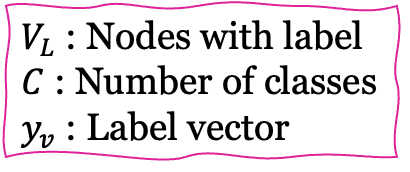 V_L : Nodes with label
C : Number of classes
y_v : Label vector